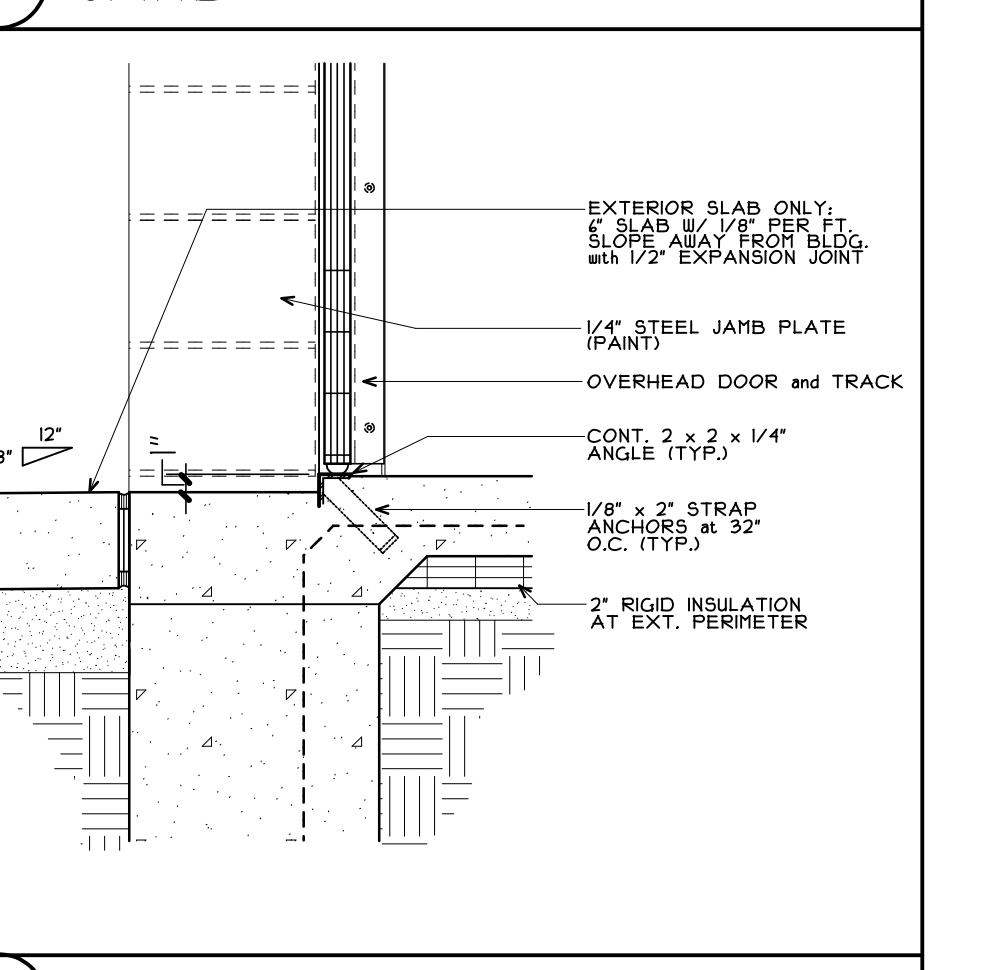 EXTERIOR SLAB ONLY:
6" SLAB W/ 1/8" PER FT.
SLOPE AWAY FROM BLDG.
with 1/2" EXPANSION JOINT
1/4" STEEL JAMB PLATE
(PAINT)
OVERHEAD DOOR and TRACK
12"
CONT. 2 x 2 x 1/4"
ANGLE (TYP.)
1/8" x 2" STRAP
ANCHORS at 32"
O.C. (TYP.)
2" RIGID INSULATION
AT EXT. PERIMETER